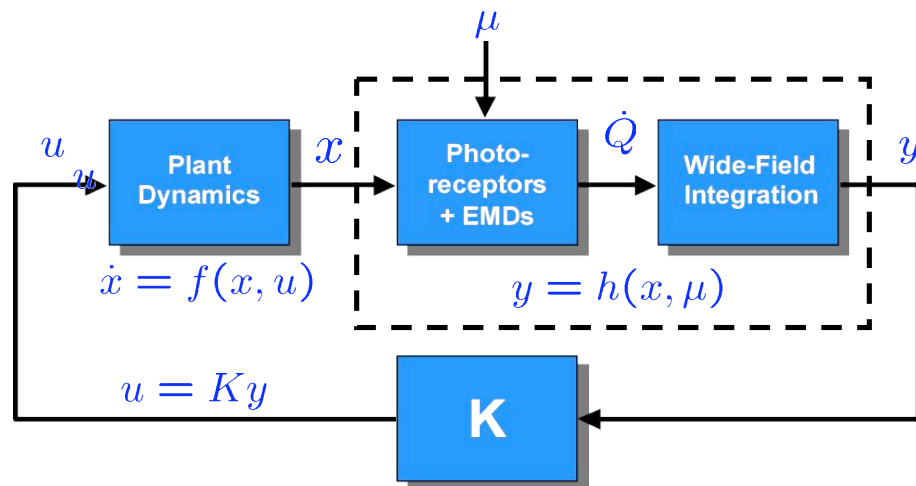 μ
u
u
Plant
Dynamics
x
Photo-
receptors
+ EMDs
Q̇
Wide-Field
Integration
y
ẋ = f(x, u)
y = h(x, μ)
u = Ky
K